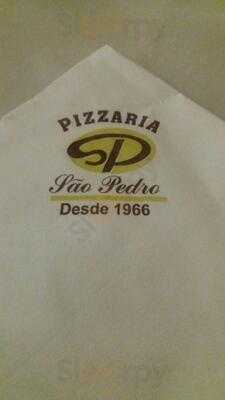 PIZZARIA
SP
São Pedro
Desde 1966